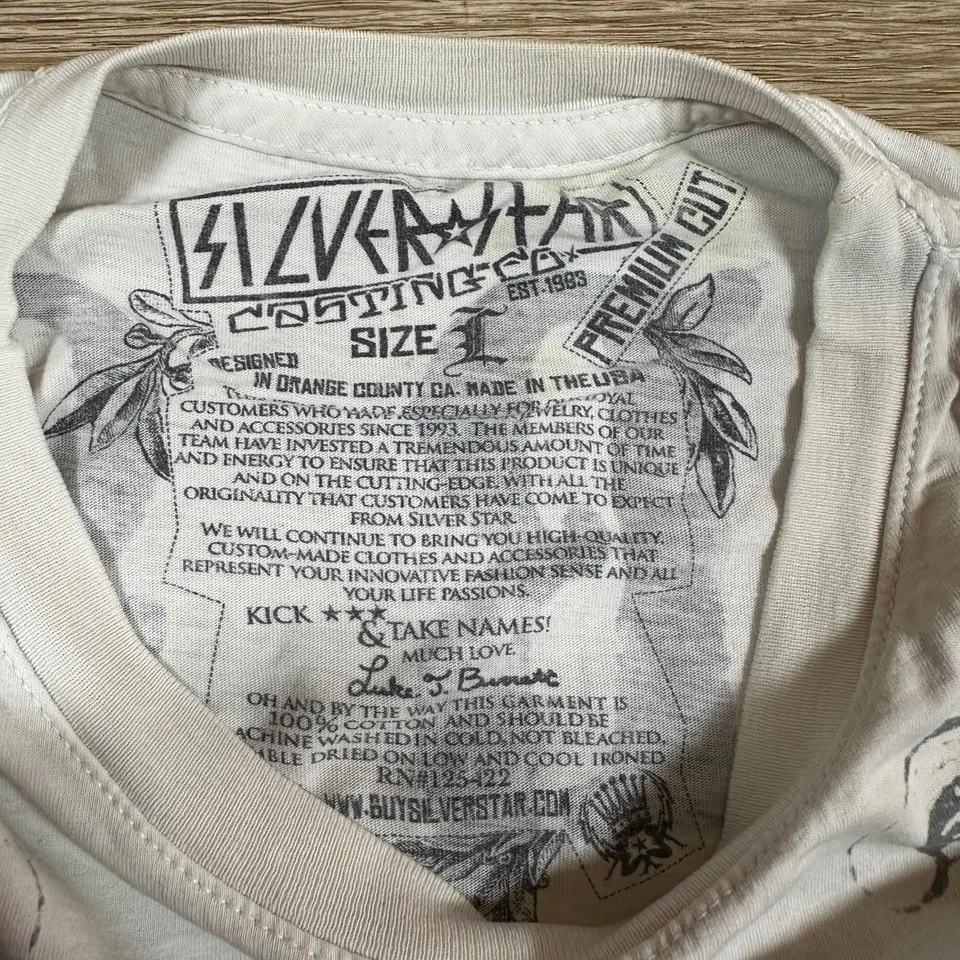 SILVER STAR
CASTING CO
EST. 1993
PREMIUM CUT
SIZE L
DESIGNED
IN ORANGE COUNTY CA. MADE IN THE USA
CUSTOMERS WHO MADE ESPECIALLY FOR JEWELRY, CLOTHES
AND ACCESSORIES SINCE 1993. THE MEMBERS OF OUR
TEAM HAVE INVESTED A TREMENDOUS AMOUNT OF TIME
AND ENERGY TO ENSURE THAT THIS PRODUCT IS UNIQUE
AND ON THE CUTTING-EDGE. WITH ALL THE
ORIGINALITY THAT CUSTOMERS HAVE COME TO EXPECT
FROM SILVER STAR
WE WILL CONTINUE TO BRING YOU HIGH-QUALITY,
CUSTOM-MADE CLOTHES AND ACCESSORIES THAT
REPRESENT YOUR INNOVATIVE FASHION SENSE AND ALL
YOUR LIFE PASSIONS.
KICK ★★★
& TAKE NAMES!
MUCH LOVE
Luke J. Burrett
OH AND BY THE WAY THIS GARMENT IS
100% COTTON AND SHOULD BE
ACHINE WASHED IN COLD, NOT BLEACHED,
BLE DRIED ON LOW AND COOL IRONED
RN#125422
WWW.BUYSILVERSTAR.COM